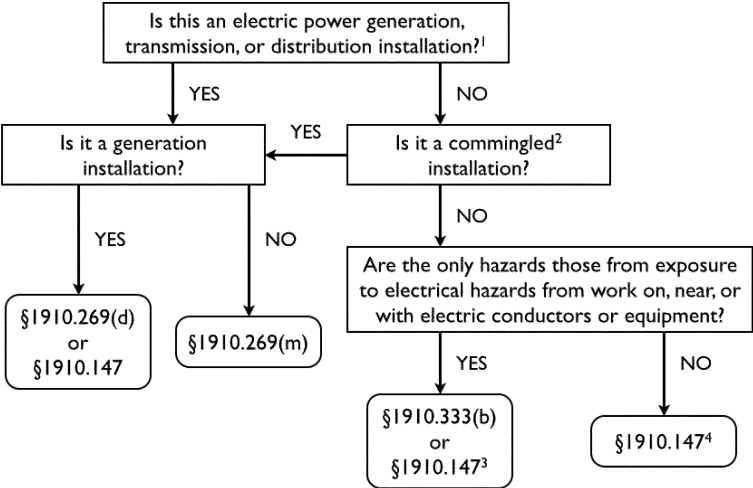 Is this an electric power generation,
transmission, or distribution installation?¹
YES
NO
Is it a generation
installation?
YES
Is it a commingled²
installation?
YES
NO
NO
Are the only hazards those from exposure
to electrical hazards from work on, near, or
with electric conductors or equipment?
§1910.269(d)
or
§1910.147
§1910.269(m)
YES
NO
§1910.333(b)
or
§1910.147³
§1910.147⁴